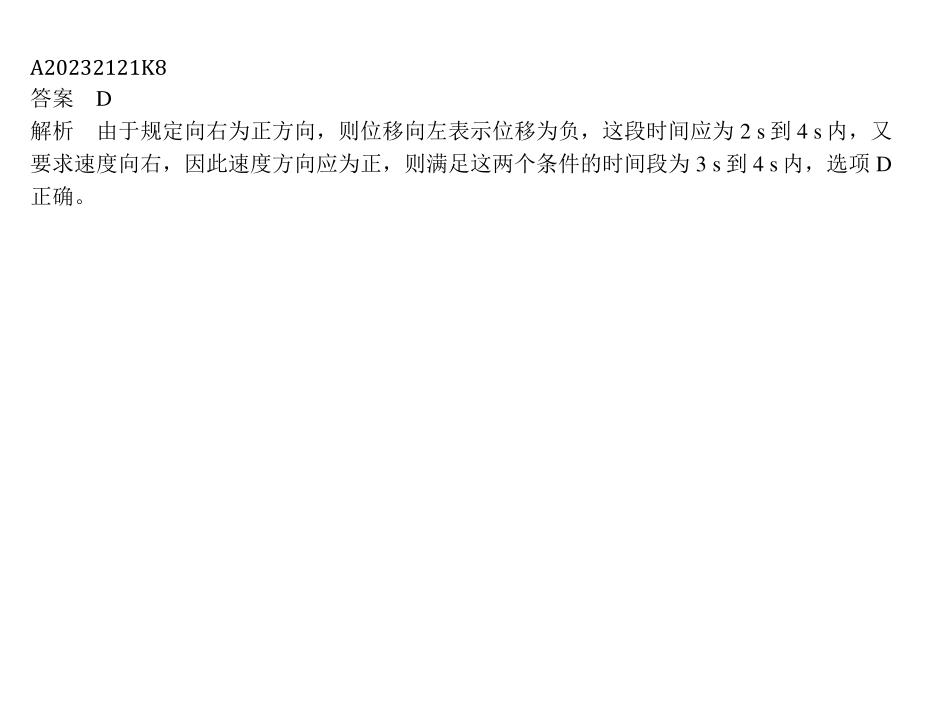 A20232121K8
答案 D
解析 由于规定向右为正方向，则位移向左表示位移为负，这段时间应为 2 s 到 4 s 内，又
要求速度向右，因此速度方向应为正，则满足这两个条件的时间段为 3 s 到 4 s 内，选项 D
正确。